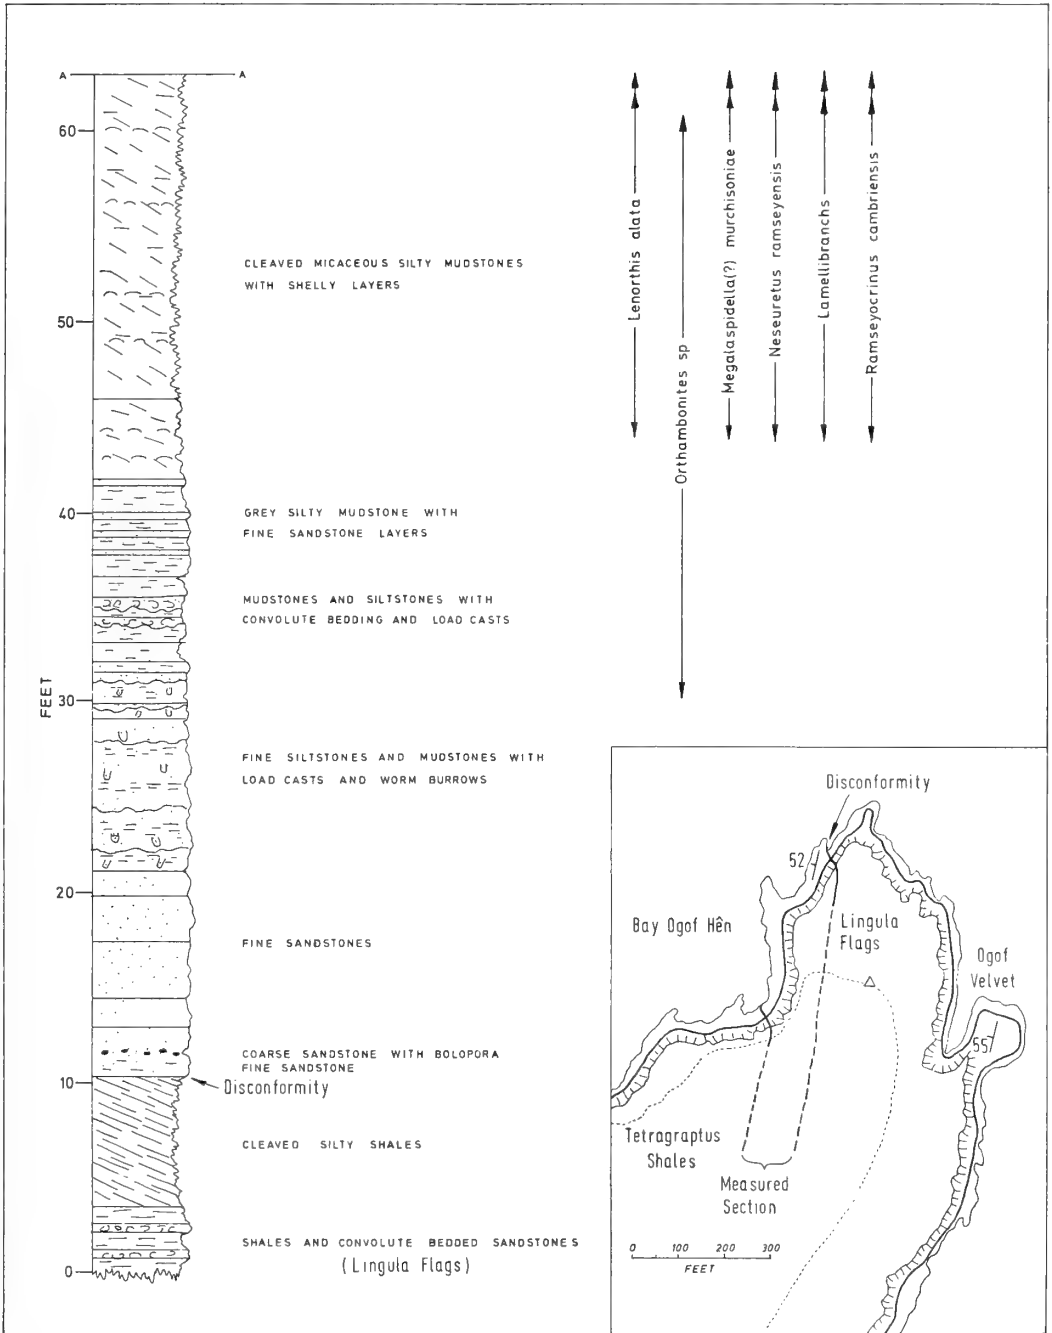 A A
60
50
40
30
20
10
0
FEET
CLEAVED MICACEOUS SILTY MUDSTONES
WITH SHELLY LAYERS
GREY SILTY MUDSTONE WITH
FINE SANDSTONE LAYERS
MUDSTONES AND SILTSTONES WITH
CONVOLUTE BEDDING AND LOAD CASTS
FINE SILTSTONES AND MUDSTONES WITH
LOAD CASTS AND WORM BURROWS
FINE SANDSTONES
COARSE SANDSTONE WITH BOLOPORA
FINE SANDSTONE
Disconformity
CLEAVED SILTY SHALES
SHALES AND CONVOLUTE BEDDED SANDSTONES
(Lingula Flags)
Lenorthis alata
Orthambonites sp
Megalaspidella(?) murchisoniae
Neseuretus ramseyensis
Lamellibranchs
Ramseyocrinus cambriensis
Disconformity
52
Bay Ogof Hên
Lingula
Flags
Ogof
Velvet
55
Tetragraptus
Shales
Measured
Section
0 100 200 300
FEET